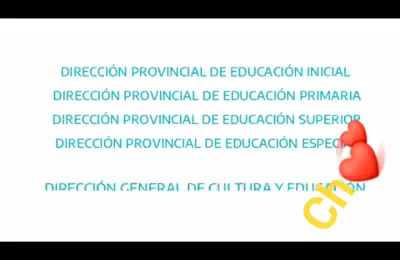 DIRECCIÓN PROVINCIAL DE EDUCACIÓN INICIAL
DIRECCIÓN PROVINCIAL DE EDUCACIÓN PRIMARIA
DIRECCIÓN PROVINCIAL DE EDUCACIÓN SUPERIOR
DIRECCIÓN PROVINCIAL DE EDUCACIÓN
DIRECCIÓN GENERAL DE CULTURA Y EDUCACIÓN
ch